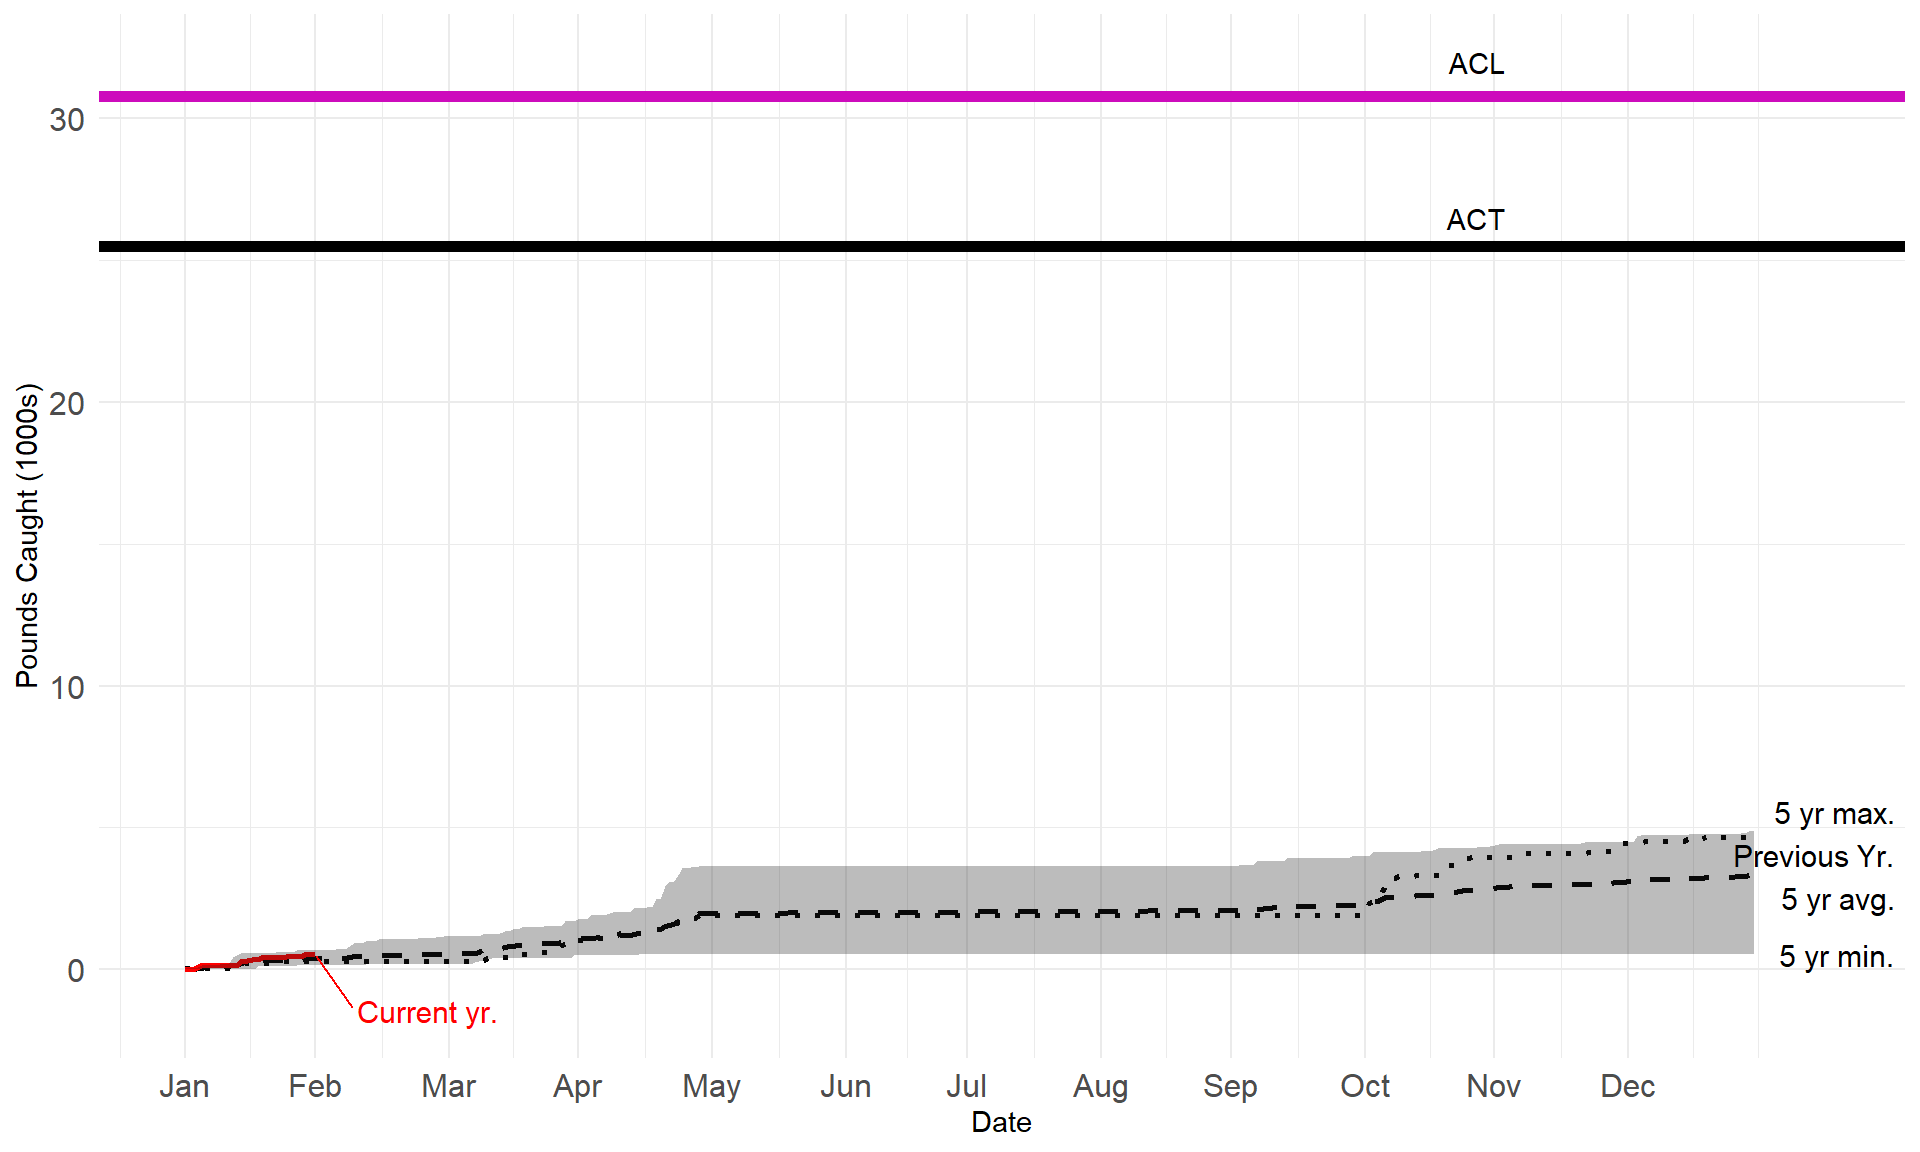 ACL
30
ACT
20
10
0
Pounds Caught (1000s)
5 yr max.
Previous Yr.
5 yr avg.
5 yr min.
Current yr.
Jan Feb Mar Apr May Jun Jul Aug Sep Oct Nov Dec
Date